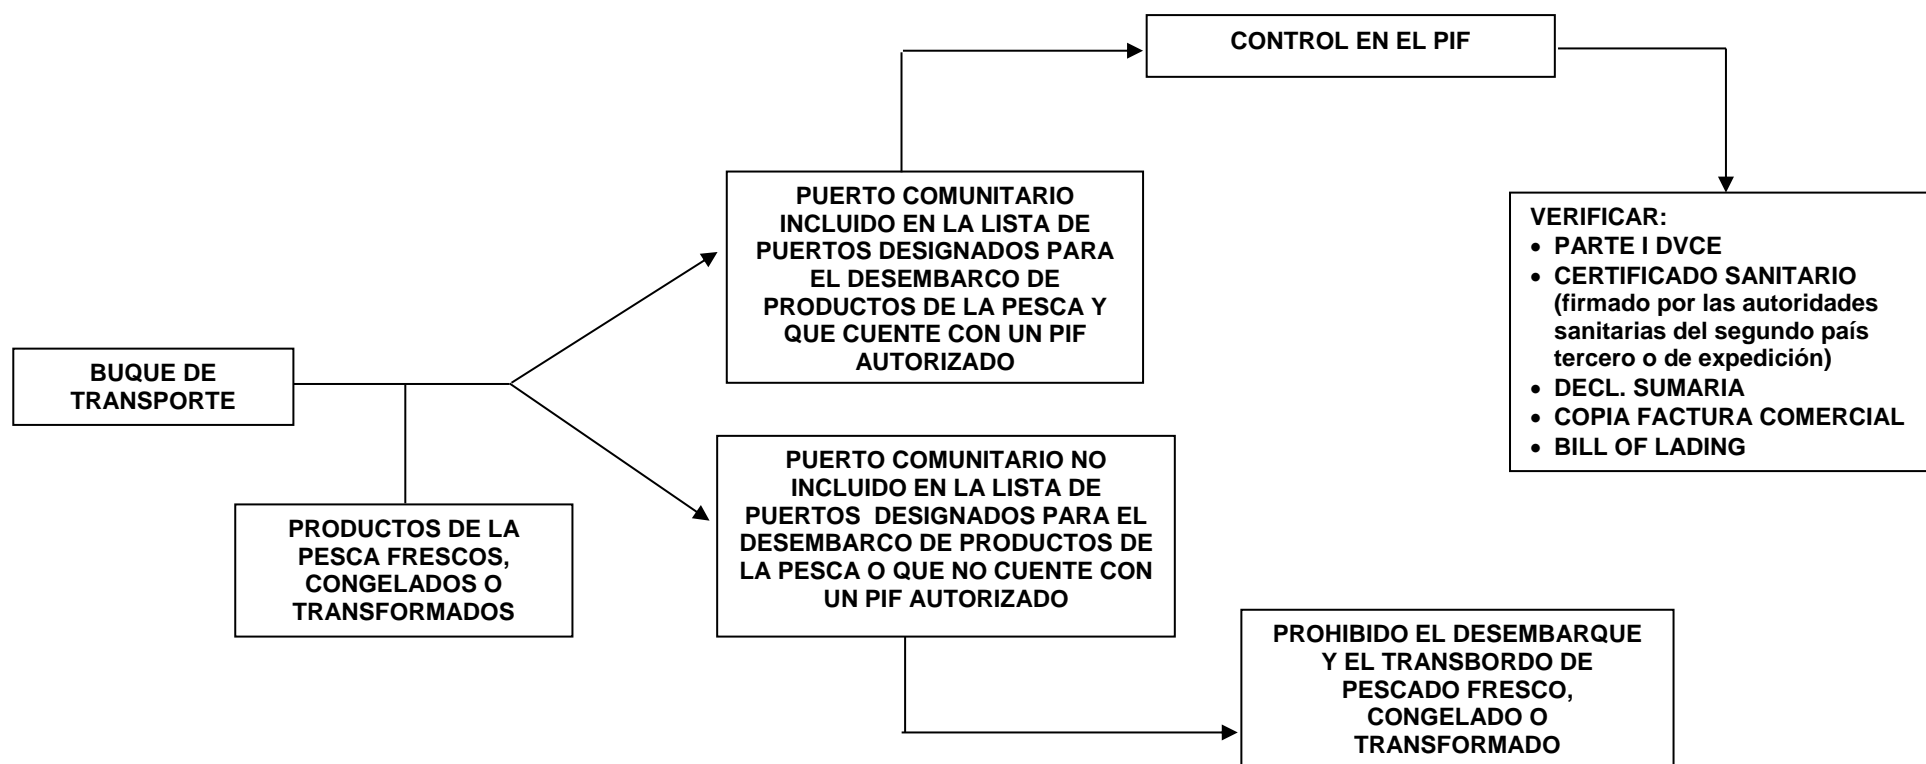 CONTROL EN EL PIF
PUERTO COMUNITARIO
INCLUIDO EN LA LISTA DE
PUERTOS DESIGNADOS PARA
EL DESEMBARCO DE
PRODUCTOS DE LA PESCA Y
QUE CUENTE CON UN PIF
AUTORIZADO
VERIFICAR:
• PARTE I DVCE
• CERTIFICADO SANITARIO
(firmado por las autoridades
sanitarias del segundo país
tercero o de expedición)
• DECL. SUMARIA
• COPIA FACTURA COMERCIAL
• BILL OF LADING
BUQUE DE
TRANSPORTE
PRODUCTOS DE LA
PESCA FRESCOS,
CONGELADOS O
TRANSFORMADOS
PUERTO COMUNITARIO NO
INCLUIDO EN LA LISTA DE
PUERTOS DESIGNADOS PARA EL
DESEMBARCO DE PRODUCTOS DE
LA PESCA O QUE NO CUENTE CON
UN PIF AUTORIZADO
PROHIBIDO EL DESEMBARQUE
Y EL TRANSBORDO DE
PESCADO FRESCO,
CONGELADO O
TRANSFORMADO